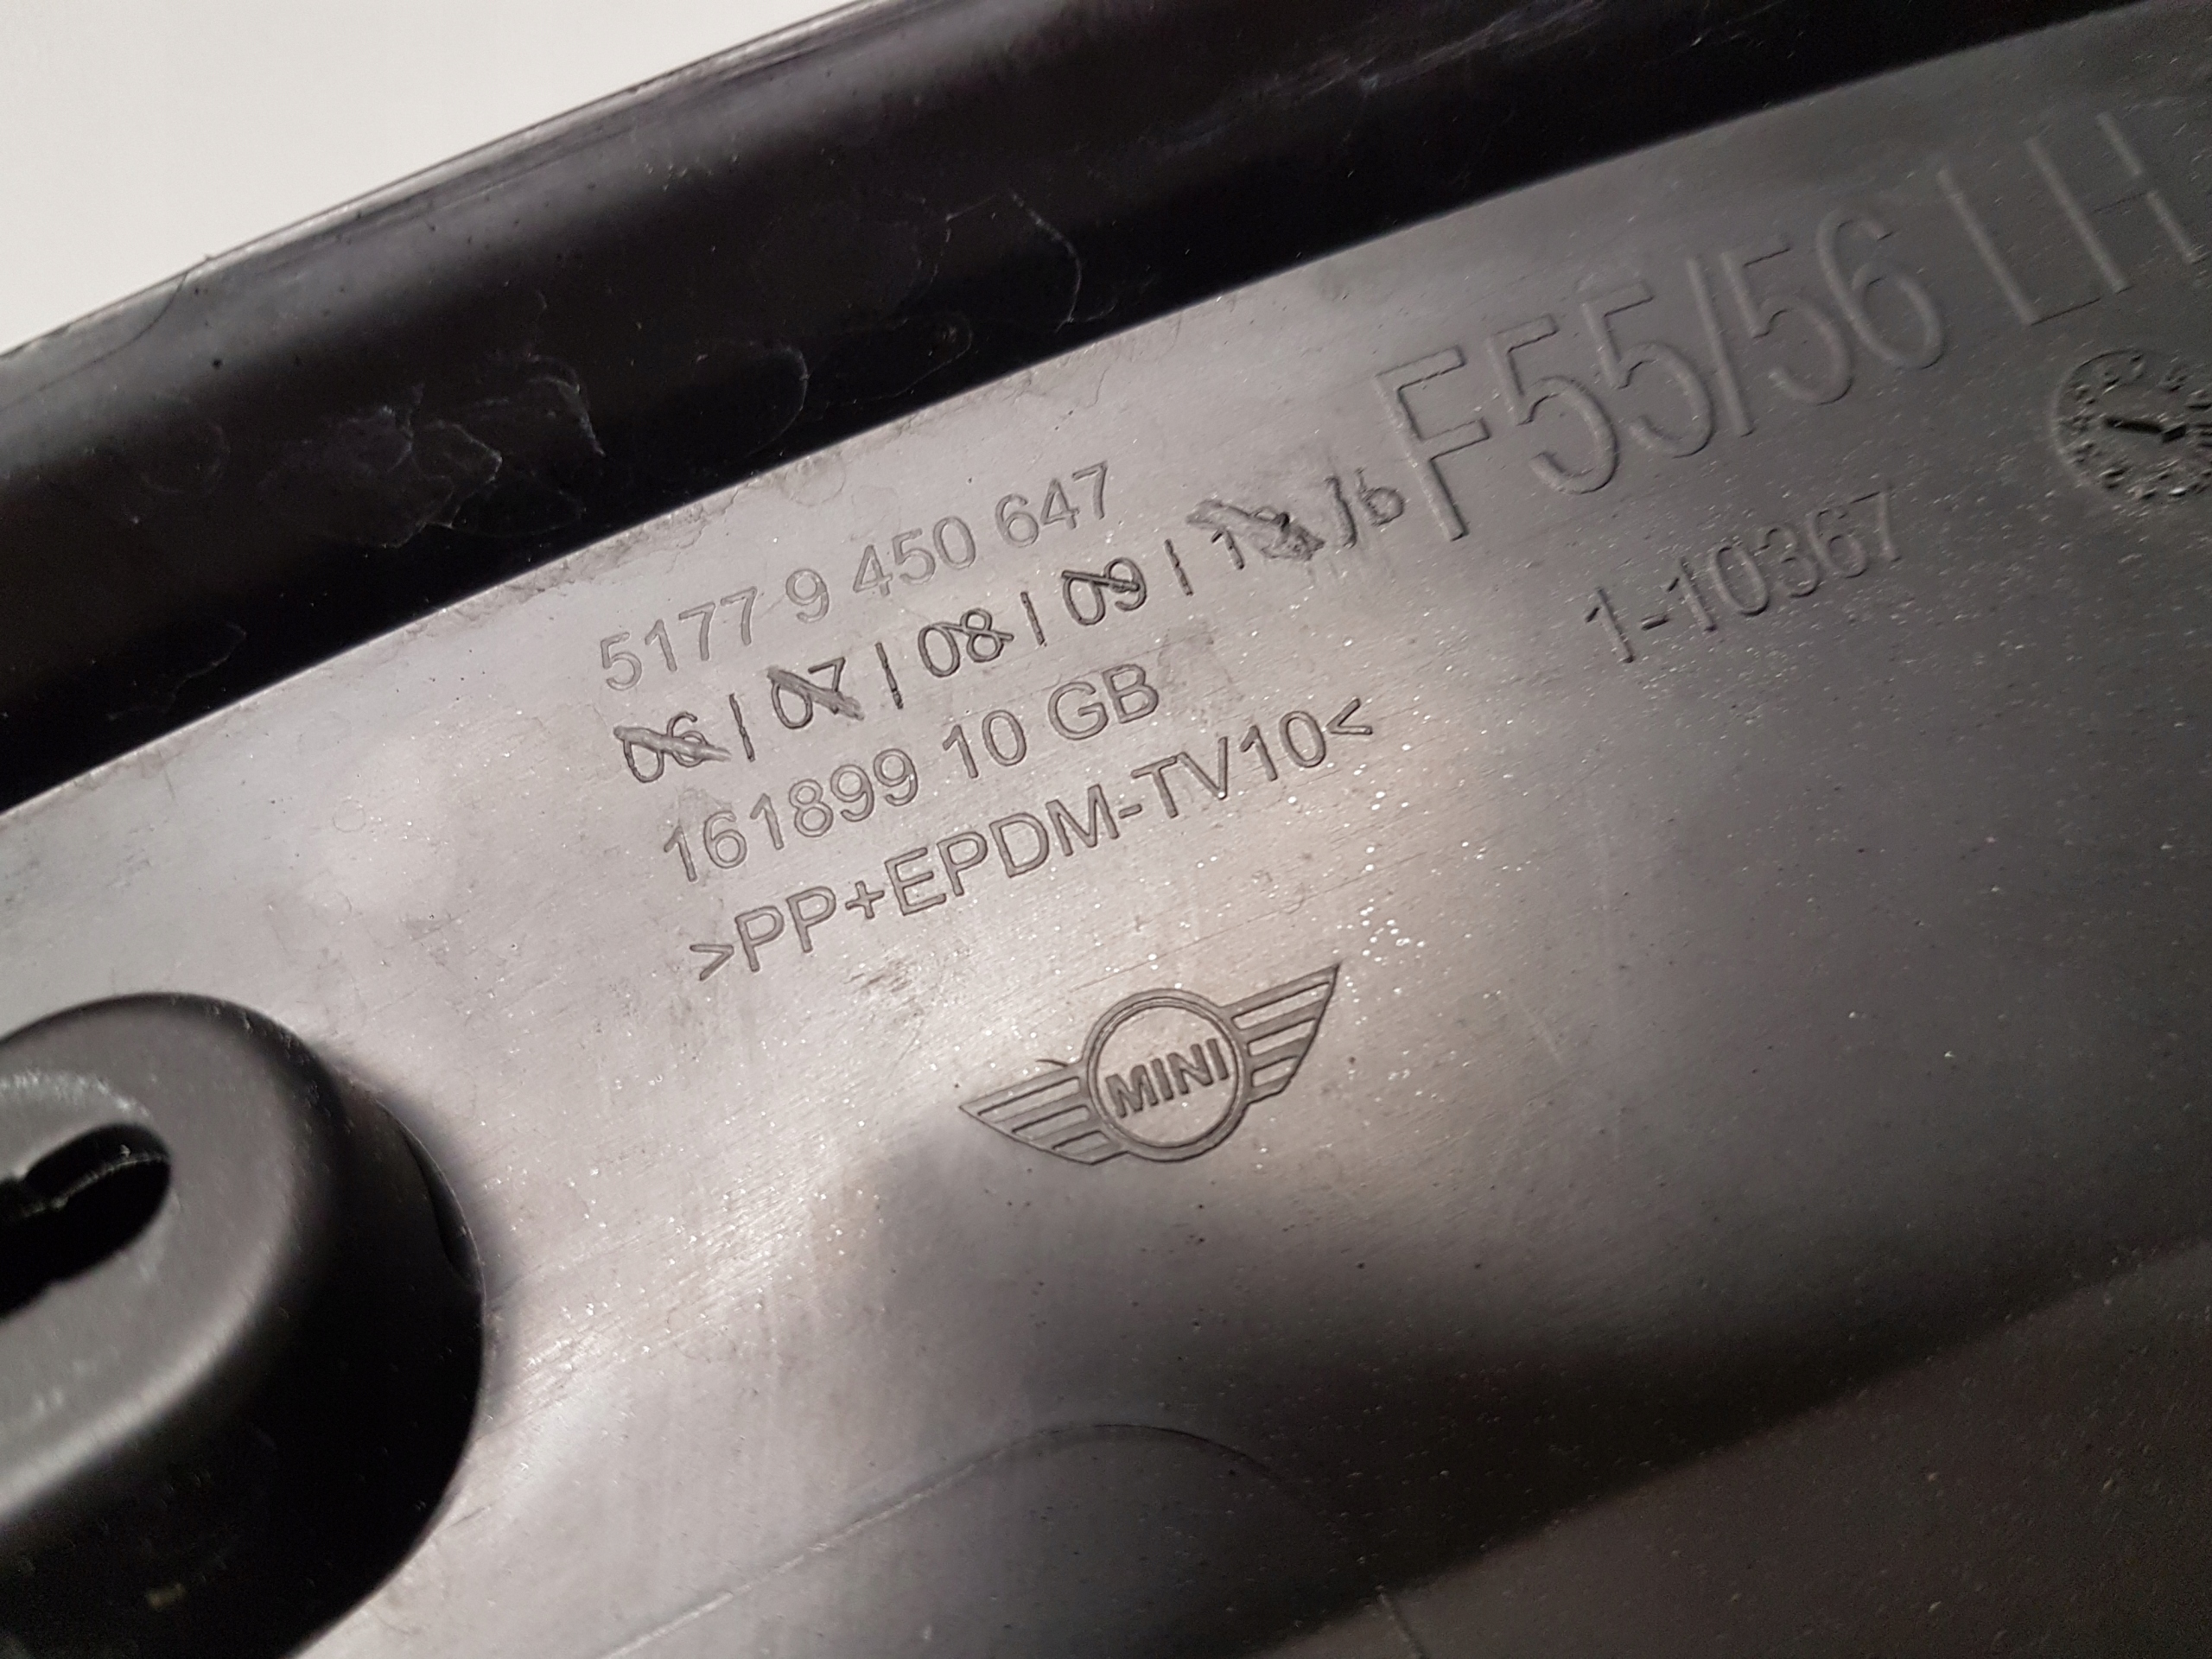 F55/56 LH
5177 9 450 647
06 | 07 | 08 | 09 |
1-10367
161899 10 GB
>PP+EPDM-TV10<
MINI